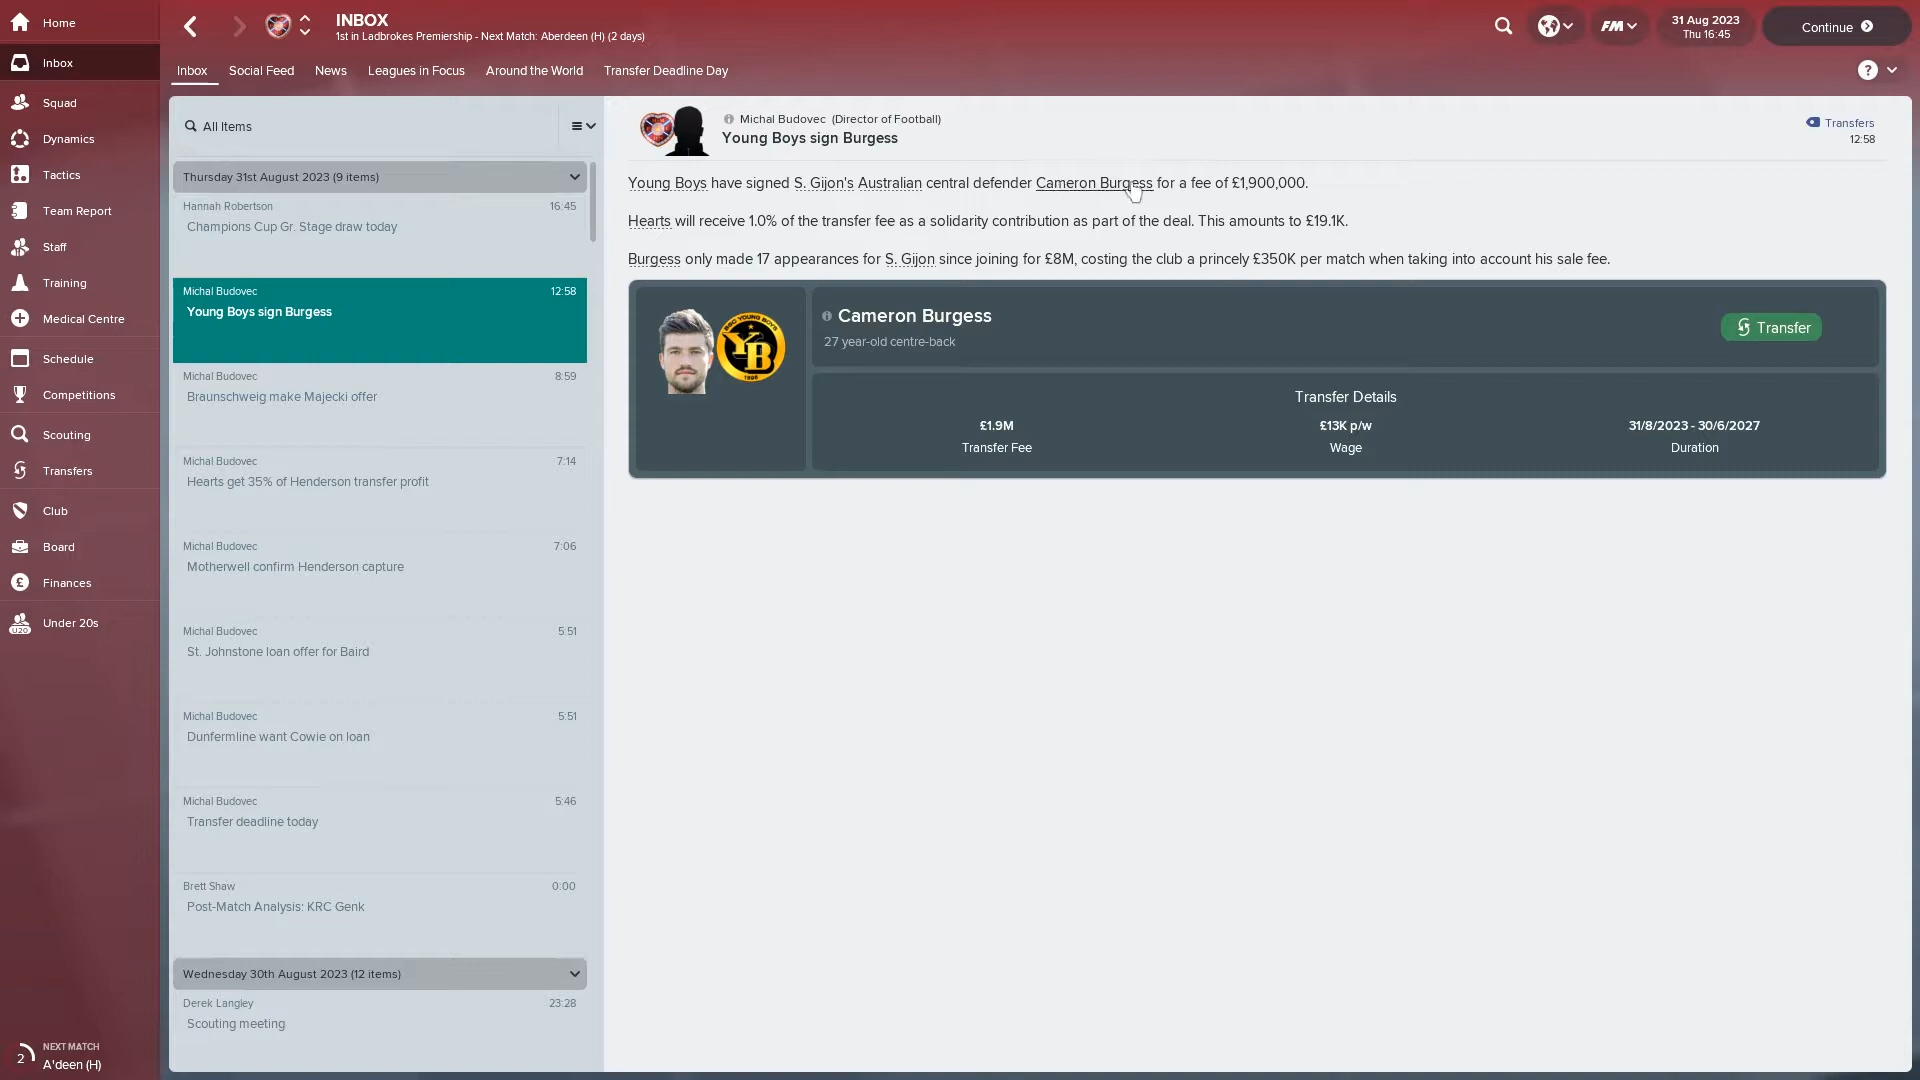 Home
Inbox
Squad
Dynamics
Tactics
Team Report
Staff
Training
Medical Centre
Schedule
Competitions
Scouting
Transfers
Club
Board
Finances
U20
Under 20s
2
NEXT MATCH
A'deen (H)
INBOX
1st in Ladbrokes Premiership - Next Match: Aberdeen (H) (2 days)
FM
31 Aug 2023
Thu 16:45
Continue
Inbox
Social Feed
News
Leagues in Focus
Around the World
Transfer Deadline Day
?
All Items
Thursday 31st August 2023 (9 items)
Hannah Robertson 16:45
Champions Cup Gr. Stage draw today
Michal Budovec 12:58
Young Boys sign Burgess
Michal Budovec 8:59
Braunschweig make Majecki offer
Michal Budovec 7:14
Hearts get 35% of Henderson transfer profit
Michal Budovec 7:06
Motherwell confirm Henderson capture
Michal Budovec 5:51
St. Johnstone loan offer for Baird
Michal Budovec 5:51
Dunfermline want Cowie on loan
Michal Budovec 5:46
Transfer deadline today
Brett Shaw 0:00
Post-Match Analysis: KRC Genk
Wednesday 30th August 2023 (12 items)
Derek Langley 23:28
Scouting meeting
Michal Budovec (Director of Football)
Young Boys sign Burgess
Transfers
12:58
Young Boys have signed S. Gijon's Australian central defender Cameron Burgess for a fee of £1,900,000.
Hearts will receive 1.0% of the transfer fee as a solidarity contribution as part of the deal. This amounts to £19.1K.
Burgess only made 17 appearances for S. Gijon since joining for £8M, costing the club a princely £350K per match when taking into account his sale fee.
BSC YOUNG BOYS
YB
1898
Cameron Burgess
27 year-old centre-back
Transfer
Transfer Details
£1.9M £13K p/w 31/8/2023 - 30/6/2027
Transfer Fee Wage Duration